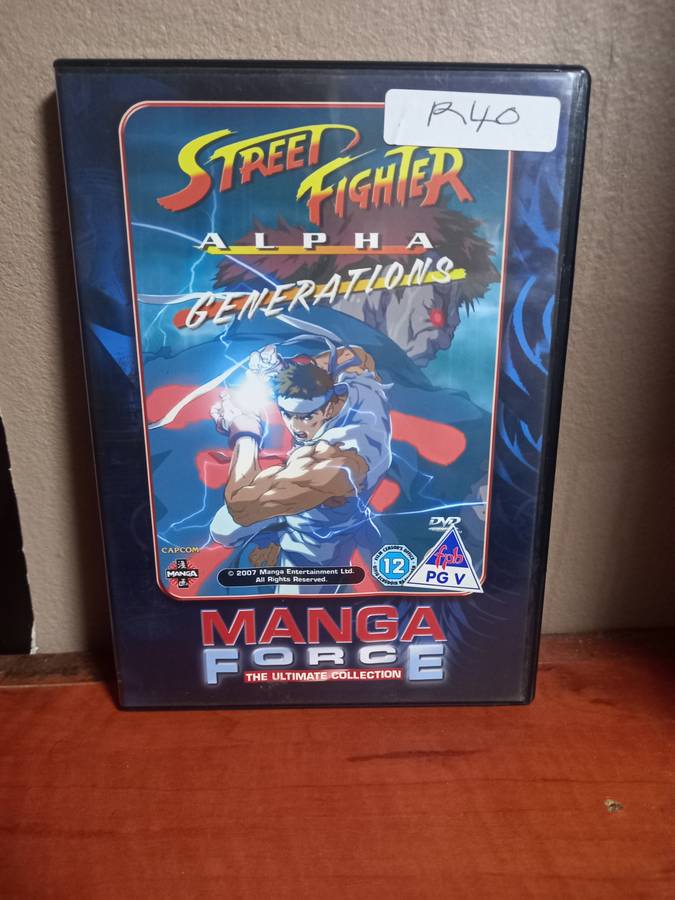 R40
STREET
FIGHTER
ALPHA
GENERATIONS
DVD
CAPCOM
MANGA
© 2007 Manga Entertainment Ltd.
All Rights Reserved.
12
fpb
PG V
MANGA
FORCE
THE ULTIMATE COLLECTION